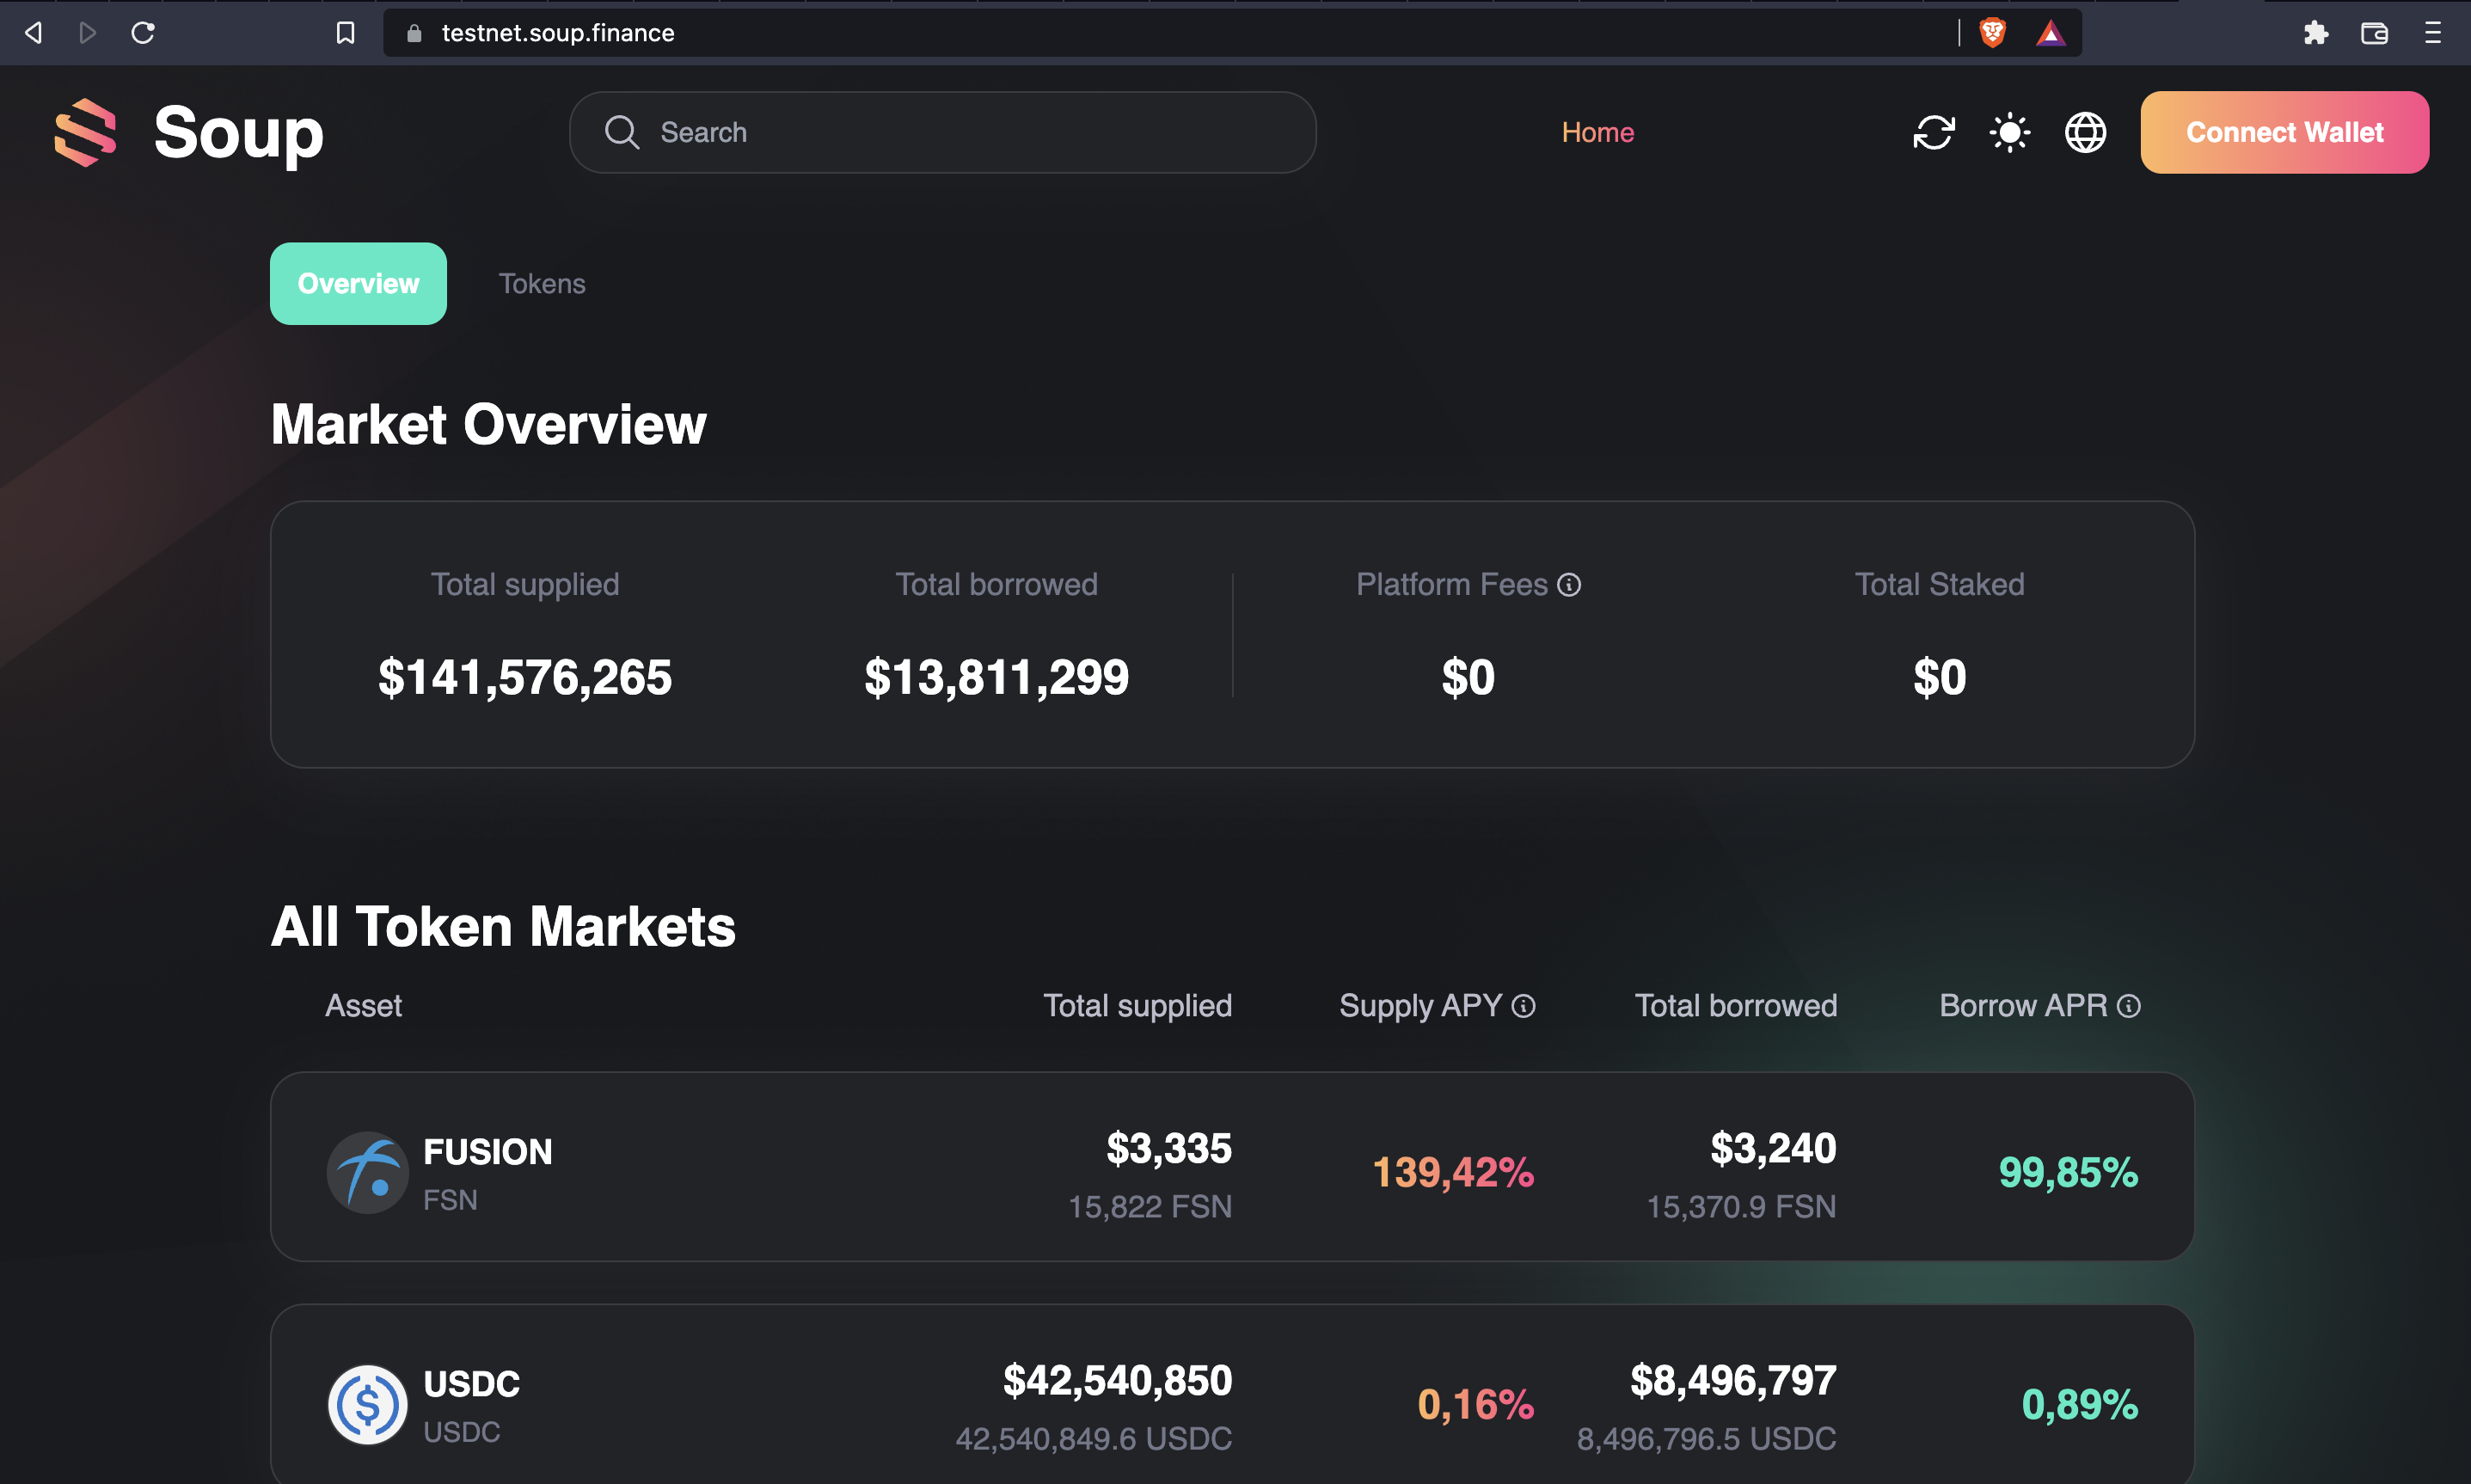 testnet.soup.finance
Soup
Search
Home
Connect Wallet
Overview
Tokens
Market Overview
Total supplied
Total borrowed
Platform Fees
Total Staked
$141,576,265
$13,811,299
$0
$0
All Token Markets
Asset
Total supplied
Supply APY
Total borrowed
Borrow APR
FUSION
FSN
$3,335
15,822 FSN
139,42%
$3,240
15,370.9 FSN
99,85%
USDC
USDC
$42,540,850
42,540,849.6 USDC
0,16%
$8,496,797
8,496,796.5 USDC
0,89%